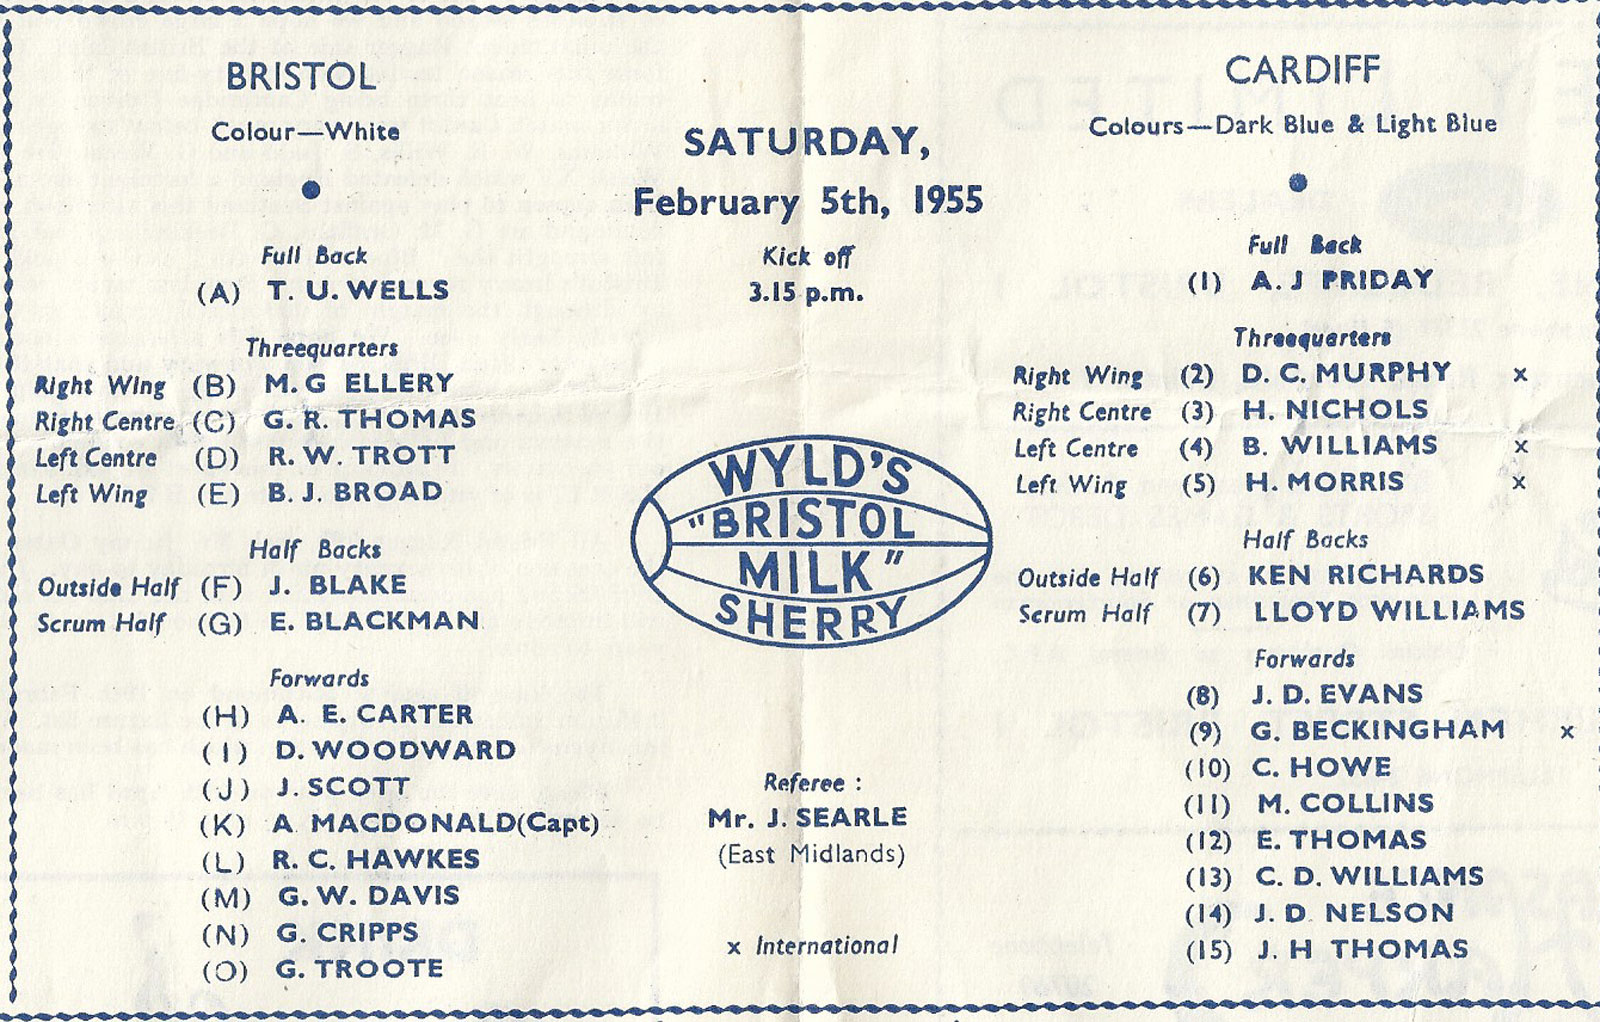 BRISTOL
Colour—White
Full Back
(A) T. U. WELLS
Threequarters
Right Wing (B) M. G ELLERY
Right Centre (C) G. R. THOMAS
Left Centre (D) R. W. TROTT
Left Wing (E) B. J. BROAD
Half Backs
Outside Half (F) J. BLAKE
Scrum Half (G) E. BLACKMAN
Forwards
(H) A. E. CARTER
(I) D. WOODWARD
(J) J. SCOTT
(K) A MACDONALD (Capt)
(L) R. C. HAWKES
(M) G. W. DAVIS
(N) G. CRIPPS
(O) G. TROOTE
SATURDAY,
February 5th, 1955
Kick off
3.15 p.m.
WYLD'S
"BRISTOL
MILK"
SHERRY
Referee :
Mr. J. SEARLE
(East Midlands)
x International
CARDIFF
Colours—Dark Blue & Light Blue
Full Back
(1) A. J PRIDAY
Threequarters
Right Wing (2) D. C. MURPHY x
Right Centre (3) H. NICHOLS
Left Centre (4) B. WILLIAMS x
Left Wing (5) H. MORRIS x
Half Backs
Outside Half (6) KEN RICHARDS
Scrum Half (7) LLOYD WILLIAMS
Forwards
(8) J. D. EVANS
(9) G. BECKINGHAM x
(10) C. HOWE
(11) M. COLLINS
(12) E. THOMAS
(13) C. D. WILLIAMS
(14) J. D NELSON
(15) J. H THOMAS